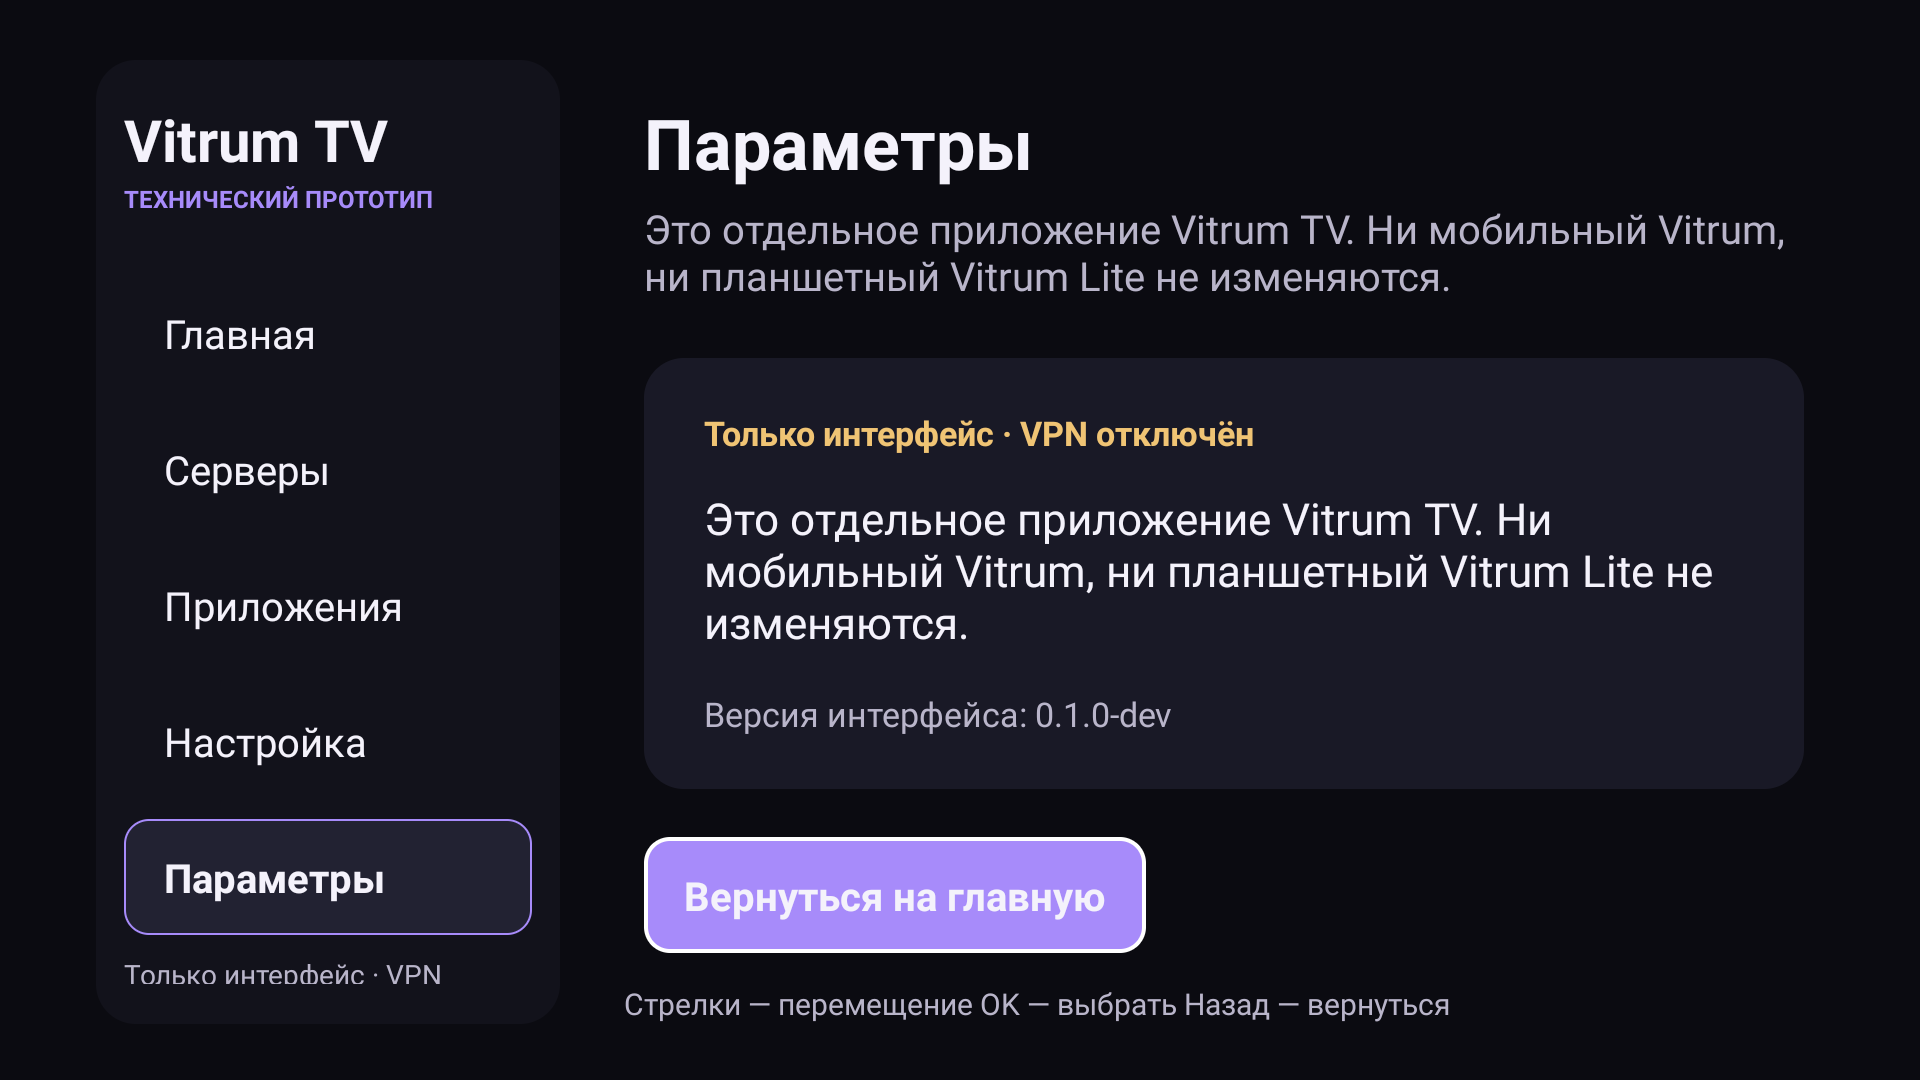 Vitrum TV
ТЕХНИЧЕСКИЙ ПРОТОТИП
Главная
Серверы
Приложения
Настройка
Параметры
Только интерфейс · VPN
Параметры
Это отдельное приложение Vitrum TV. Ни мобильный Vitrum,
ни планшетный Vitrum Lite не изменяются.
Только интерфейс · VPN отключён
Это отдельное приложение Vitrum TV. Ни
мобильный Vitrum, ни планшетный Vitrum Lite не
изменяются.
Версия интерфейса: 0.1.0-dev
Вернуться на главную
Стрелки — перемещение OK — выбрать Назад — вернуться